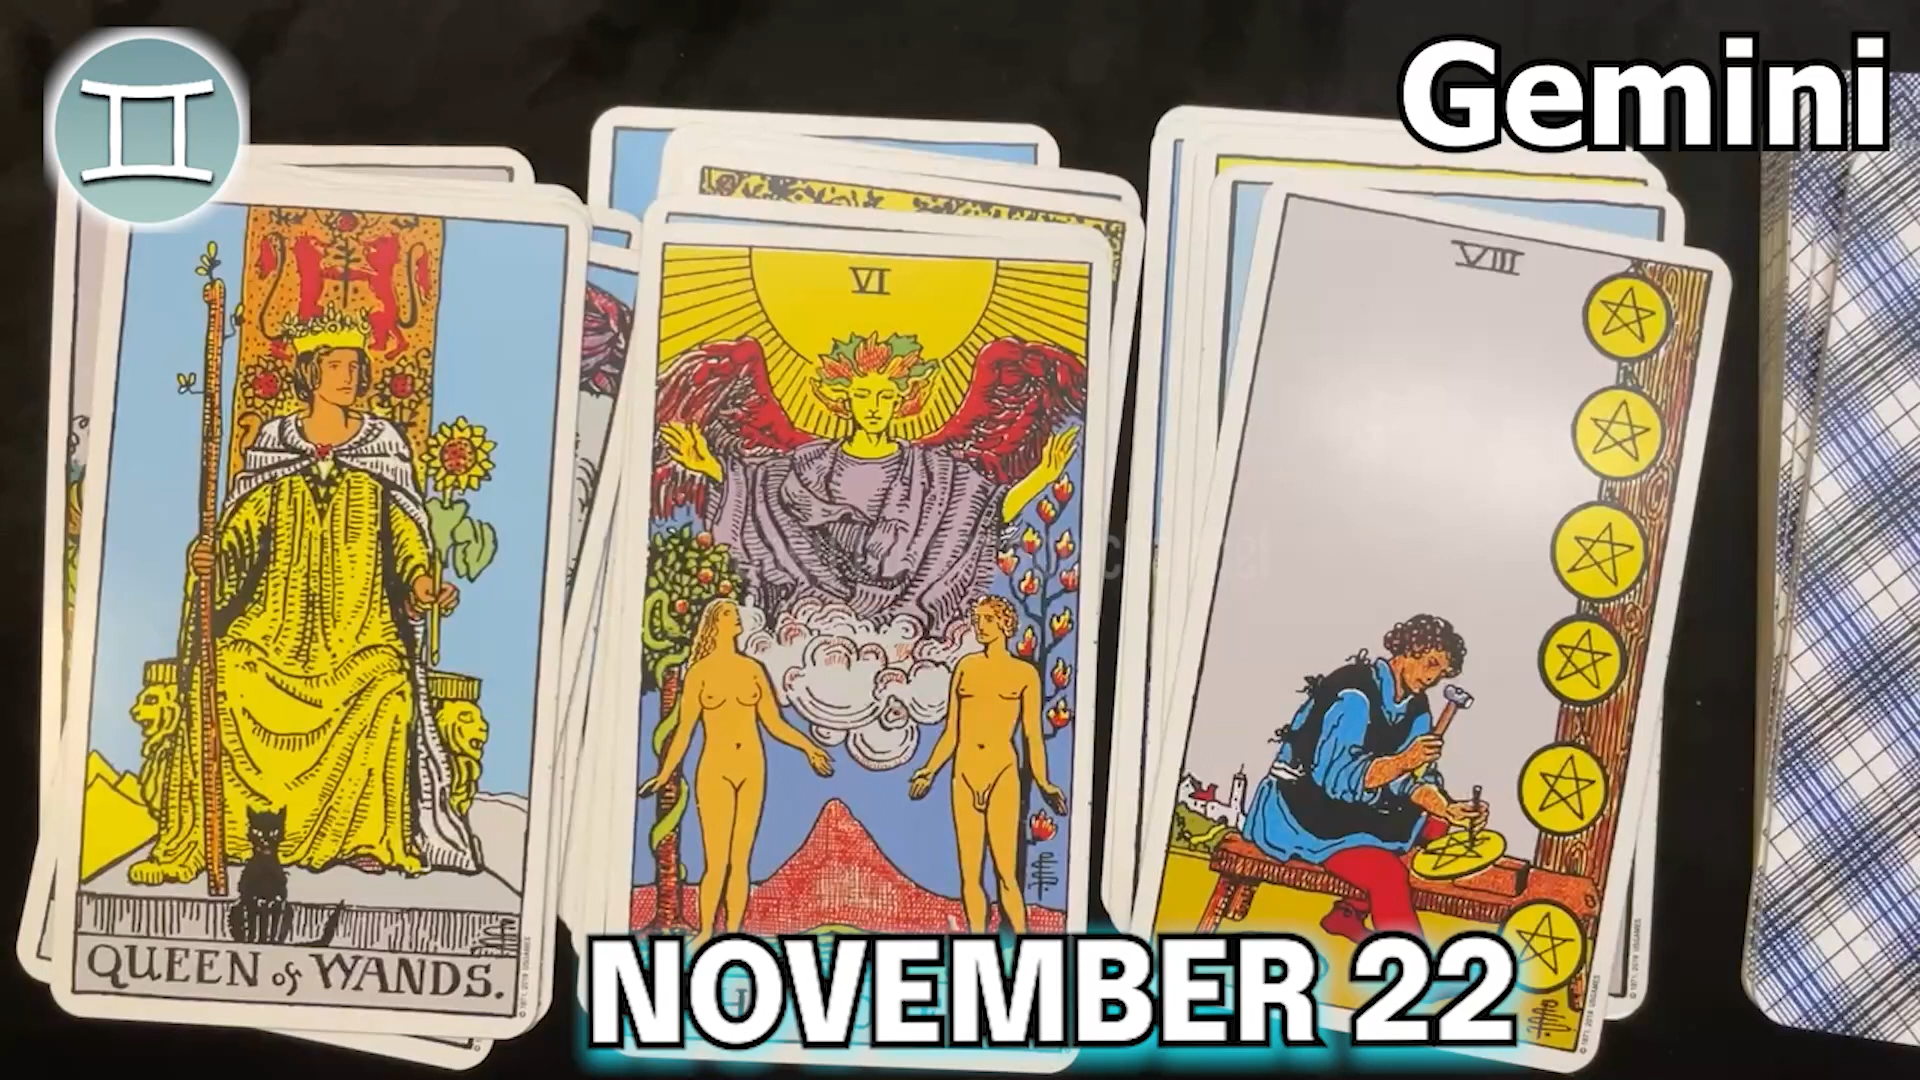 Gemini
VI
VIII
QUEEN of WANDS.
NOVEMBER 22